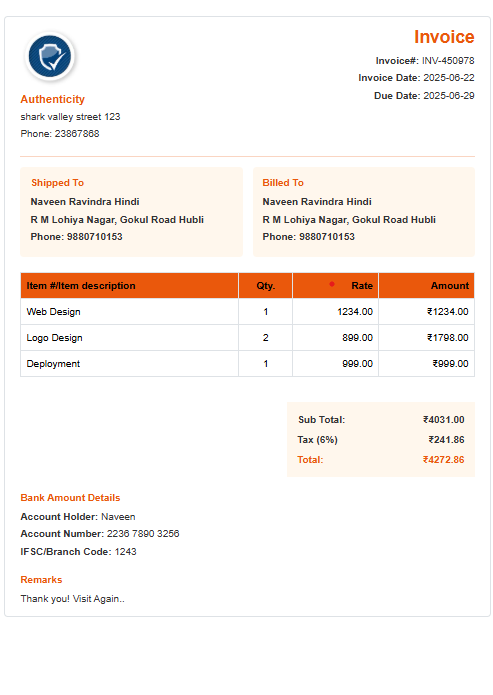 Invoice
Invoice#: INV-450978
Invoice Date: 2025-06-22
Due Date: 2025-06-29
Authenticity
shark valley street 123
Phone: 23867868
Shipped To
Naveen Ravindra Hindi
R M Lohiya Nagar, Gokul Road Hubli
Phone: 9880710153
Billed To
Naveen Ravindra Hindi
R M Lohiya Nagar, Gokul Road Hubli
Phone: 9880710153
Item #/Item description Qty. Rate Amount
Web Design 1 1234.00 ₹1234.00
Logo Design 2 899.00 ₹1798.00
Deployment 1 999.00 ₹999.00
Sub Total: ₹4031.00
Tax (6%) ₹241.86
Total: ₹4272.86
Bank Amount Details
Account Holder: Naveen
Account Number: 2236 7890 3256
IFSC/Branch Code: 1243
Remarks
Thank you! Visit Again..